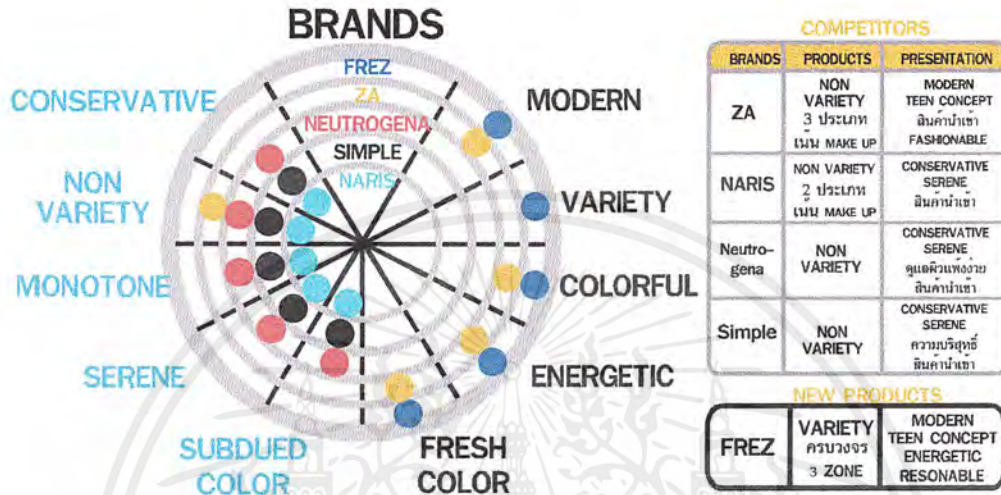 BRANDS
FREZ
ZA
NEUTROGENA
SIMPLE
NARIS
CONSERVATIVE
NON
VARIETY
MONOTONE
SERENE
SUBDUED
COLOR
MODERN
VARIETY
COLORFUL
ENERGETIC
FRESH
COLOR
COMPETITORS
BRANDS PRODUCTS PRESENTATION
ZA
NON
VARIETY
3 ประเภท
เน้น MAKE UP
MODERN
TEEN CONCEPT
สินค้านำเข้า
FASHIONABLE
NARIS
NON VARIETY
2 ประเภท
เน้น MAKE UP
CONSERVATIVE
SERENE
สินค้านำเข้า
Neutro-
gena
NON
VARIETY
CONSERVATIVE
SERENE
ดูแลผิวแพ้ง่าย
สินค้านำเข้า
Simple
NON
VARIETY
CONSERVATIVE
SERENE
ความบริสุทธิ์
สินค้านำเข้า
NEW PRODUCTS
FREZ
VARIETY
ครบวงจร
3 ZONE
MODERN
TEEN CONCEPT
ENERGETIC
RESONABLE